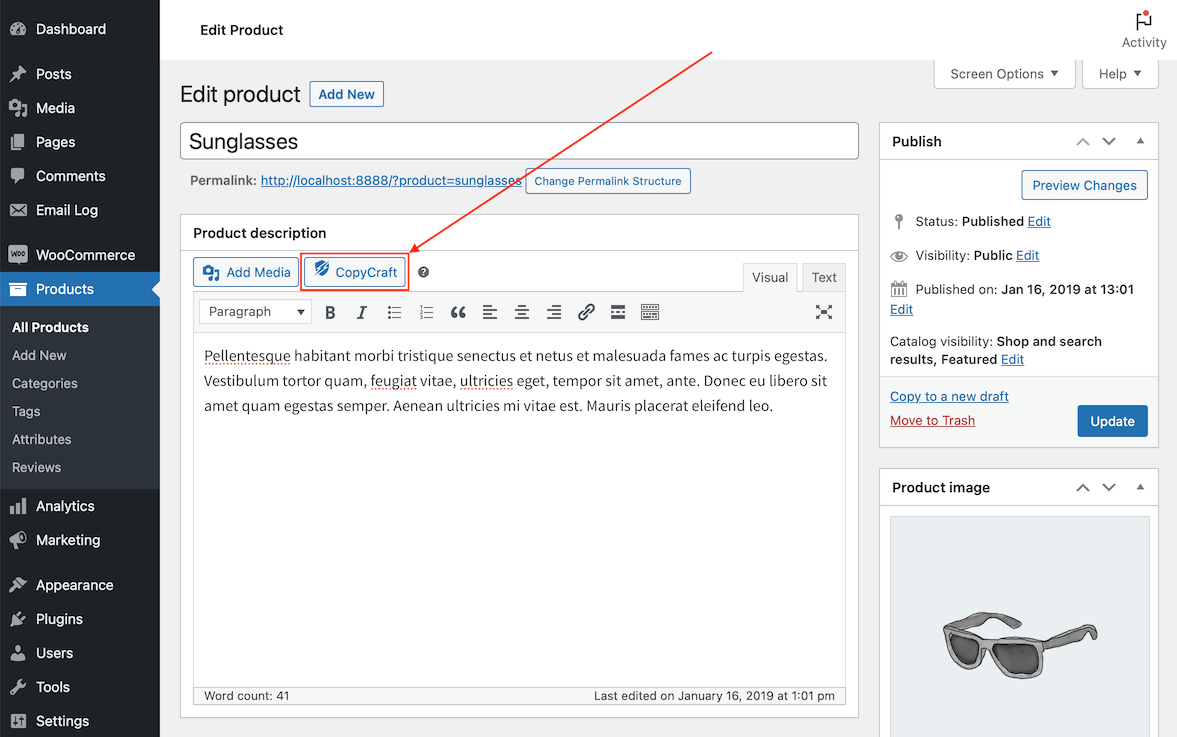 Dashboard
Posts
Media
Pages
Comments
Email Log
WooCommerce
Products
All Products
Add New
Categories
Tags
Attributes
Reviews
Analytics
Marketing
Appearance
Plugins
Users
Tools
Settings
Edit Product
Activity
Screen Options
Help
Edit product
Add New
Sunglasses
Permalink: http://localhost:8888/?product=sunglasses Change Permalink Structure
Product description
Add Media CopyCraft ?
Visual Text
Paragraph B I
Pellentesque habitant morbi tristique senectus et netus et malesuada fames ac turpis egestas.
Vestibulum tortor quam, feugiat vitae, ultricies eget, tempor sit amet, ante. Donec eu libero sit
amet quam egestas semper. Aenean ultricies mi vitae est. Mauris placerat eleifend leo.
Word count: 41
Last edited on January 16, 2019 at 1:01 pm
Publish
Preview Changes
Status: Published Edit
Visibility: Public Edit
Published on: Jan 16, 2019 at 13:01
Edit
Catalog visibility: Shop and search
results, Featured Edit
Copy to a new draft
Move to Trash
Update
Product image